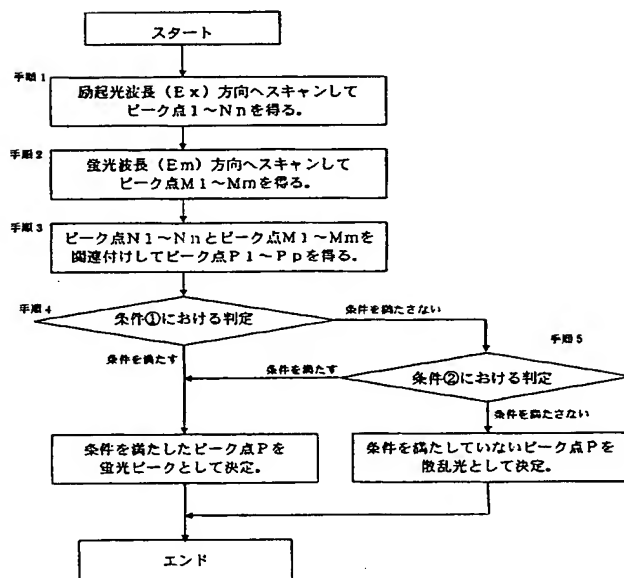 スタート
手順1
励起光波長(Ex)方向へスキャンして
ピーク点1~Nnを得る。
手順2
蛍光波長(Em)方向へスキャンして
ピーク点M1~Mmを得る。
手順3
ピーク点N1~Nnとピーク点M1~Mmを
関連付けしてピーク点P1~Ppを得る。
手順4
条件①における判定
条件を満たさない
手順5
条件を満たす
条件を満たす
条件②における判定
条件を満たさない
条件を満たしたピーク点Pを
蛍光ピークとして決定。
条件を満たしていないピーク点Pを
散乱光として決定。
エンド